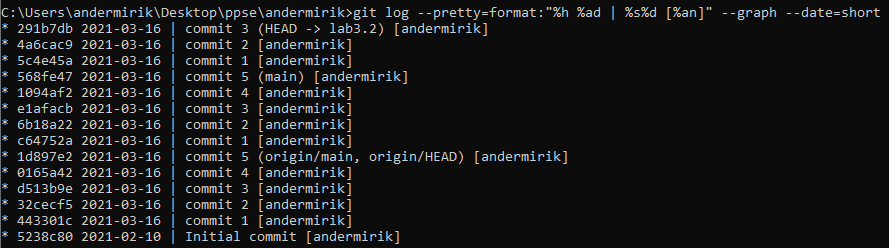 C:\Users\andermirik\Desktop\ppse\andermirik>git log --pretty=format:"%h %ad | %s%d [%an]" --graph --date=short
* 291b7db 2021-03-16 | commit 3 (HEAD -> lab3.2) [andermirik]
* 4a6cac9 2021-03-16 | commit 2 [andermirik]
* 5c4e45a 2021-03-16 | commit 1 [andermirik]
* 568fe47 2021-03-16 | commit 5 (main) [andermirik]
* 1094af2 2021-03-16 | commit 4 [andermirik]
* e1afacb 2021-03-16 | commit 3 [andermirik]
* 6b18a22 2021-03-16 | commit 2 [andermirik]
* c64752a 2021-03-16 | commit 1 [andermirik]
* 1d897e2 2021-03-16 | commit 5 (origin/main, origin/HEAD) [andermirik]
* 0165a42 2021-03-16 | commit 4 [andermirik]
* d513b9e 2021-03-16 | commit 3 [andermirik]
* 32cecf5 2021-03-16 | commit 2 [andermirik]
* 443301c 2021-03-16 | commit 1 [andermirik]
* 5238c80 2021-02-10 | Initial commit [andermirik]